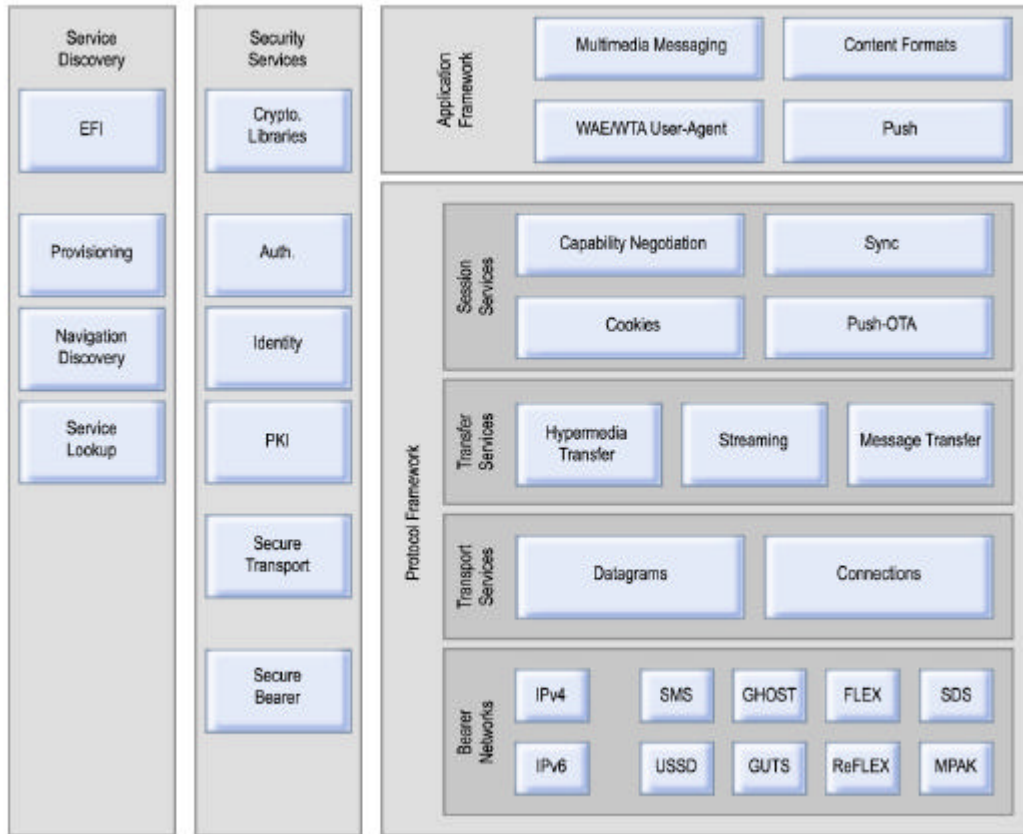 Service
Discovery
EFI
Provisioning
Navigation
Discovery
Service
Lookup
Security
Services
Crypto.
Libraries
Auth.
Identity
PKI
Secure
Transport
Secure
Bearer
Application
Framework
Multimedia Messaging
Content Formats
WAE/WTA User-Agent
Push
Protocol Framework
Session
Services
Capability Negotiation
Sync
Cookies
Push-OTA
Transfer
Services
Hypermedia
Transfer
Streaming
Message Transfer
Transport
Services
Datagrams
Connections
Bearer
Networks
IPv4
SMS
GHOST
FLEX
SDS
IPv6
USSD
GUTS
ReFLEX
MPAK